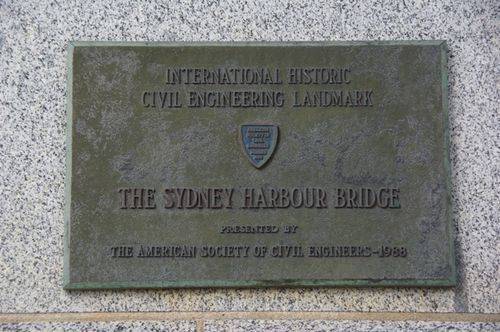 INTERNATIONAL HISTORIC
CIVIL ENGINEERING LANDMARK
THE SYDNEY HARBOUR BRIDGE
PRESENTED BY
THE AMERICAN SOCIETY OF CIVIL ENGINEERS-1988